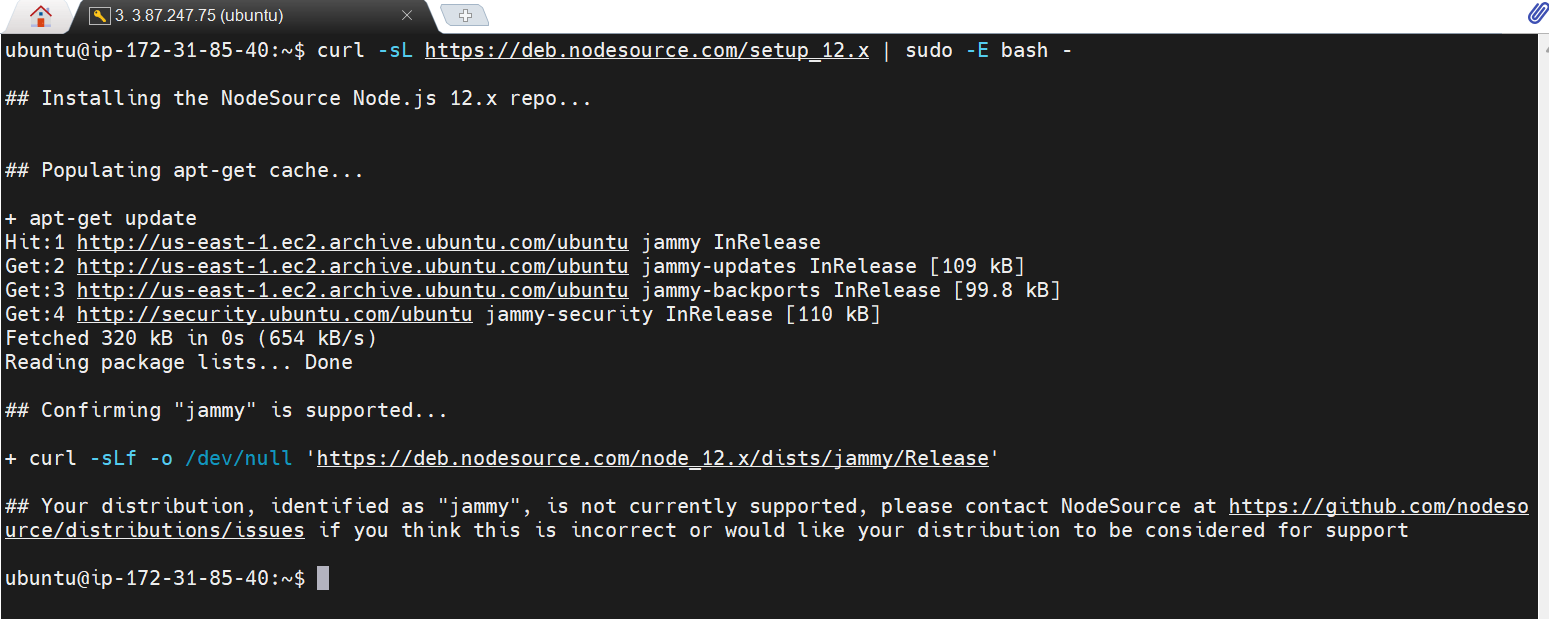 3. 3.87.247.75 (ubuntu)
ubuntu@ip-172-31-85-40:~$ curl -sL https://deb.nodesource.com/setup_12.x | sudo -E bash -
## Installing the NodeSource Node.js 12.x repo...
## Populating apt-get cache...
+ apt-get update
Hit:1 http://us-east-1.ec2.archive.ubuntu.com/ubuntu jammy InRelease
Get:2 http://us-east-1.ec2.archive.ubuntu.com/ubuntu jammy-updates InRelease [109 kB]
Get:3 http://us-east-1.ec2.archive.ubuntu.com/ubuntu jammy-backports InRelease [99.8 kB]
Get:4 http://security.ubuntu.com/ubuntu jammy-security InRelease [110 kB]
Fetched 320 kB in 0s (654 kB/s)
Reading package lists... Done
## Confirming "jammy" is supported...
+ curl -sLf -o /dev/null 'https://deb.nodesource.com/node_12.x/dists/jammy/Release'
## Your distribution, identified as "jammy", is not currently supported, please contact NodeSource at https://github.com/nodeso
urce/distributions/issues if you think this is incorrect or would like your distribution to be considered for support
ubuntu@ip-172-31-85-40:~$